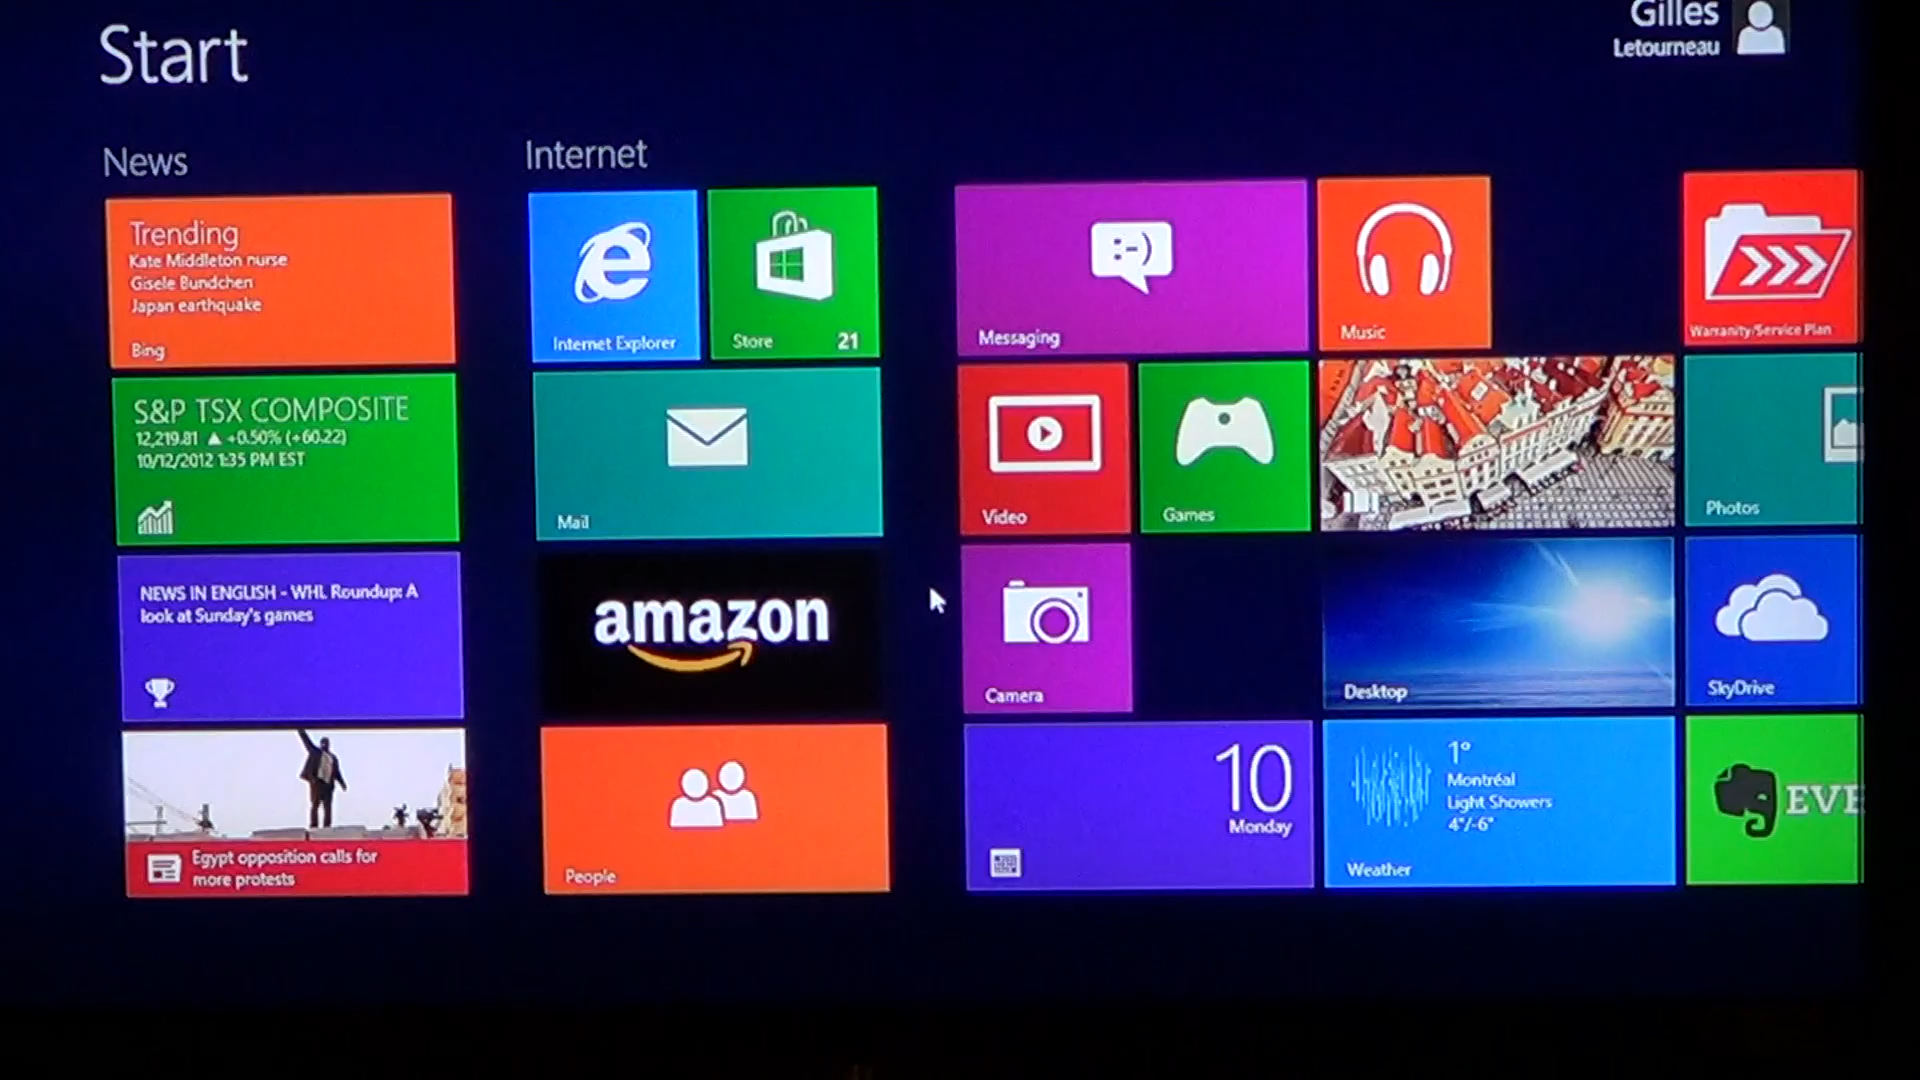 Start
Gilles
Letourneau
News
Internet
Trending
Kate Middleton nurse
Gisele Bundchen
Japan earthquake
Bing
Internet Explorer
Store 21
Messaging
:-)
Music
Warranty/Service Plan
S&P TSX COMPOSITE
12,219.81 ▲ +0.50% (+60.22)
10/12/2012 1:35 PM EST
Mail
Video
Games
Photos
NEWS IN ENGLISH - WHL Roundup: A
look at Sunday's games
amazon
Camera
Desktop
SkyDrive
Egypt opposition calls for
more protests
People
10
Monday
1°
Montréal
Light Showers
4°/-6°
Weather
EVE